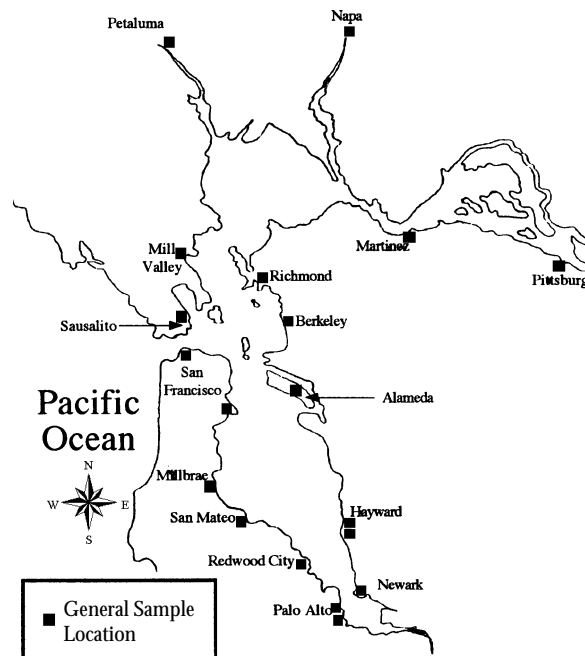 Petaluma
Napa
Martinez
Pittsburg
Mill
Valley
Richmond
Sausalito
Berkeley
San
Francisco
Alameda
Pacific
Ocean
N
W
E
S
Millbrae
San Mateo
Hayward
Redwood City
Newark
Palo Alto
General Sample
Location